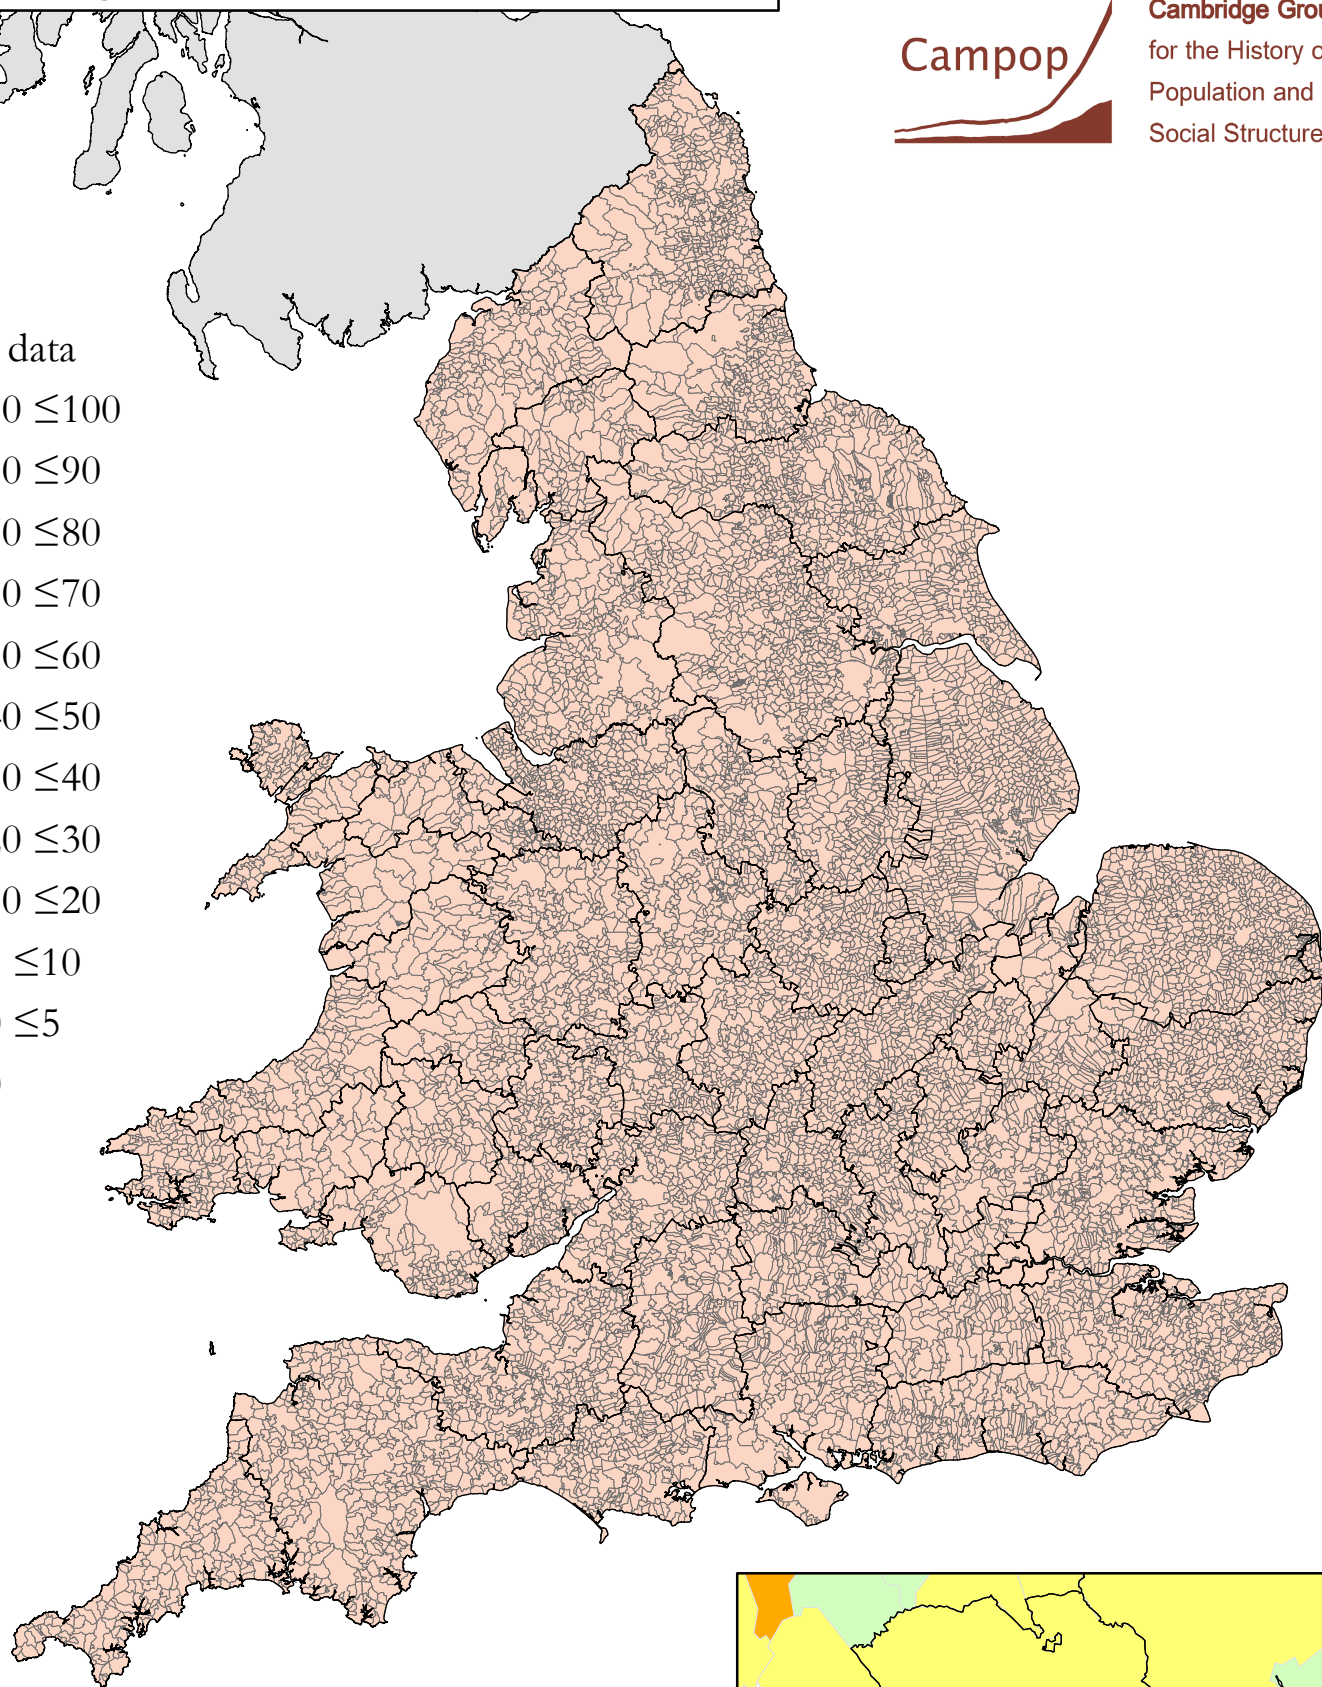 Campop
Cambridge Grou
for the History o
Population and
Social Structure
data
0 ≤100
0 ≤90
0 ≤80
0 ≤70
0 ≤60
0 ≤50
0 ≤40
0 ≤30
0 ≤20
≤10
≤5